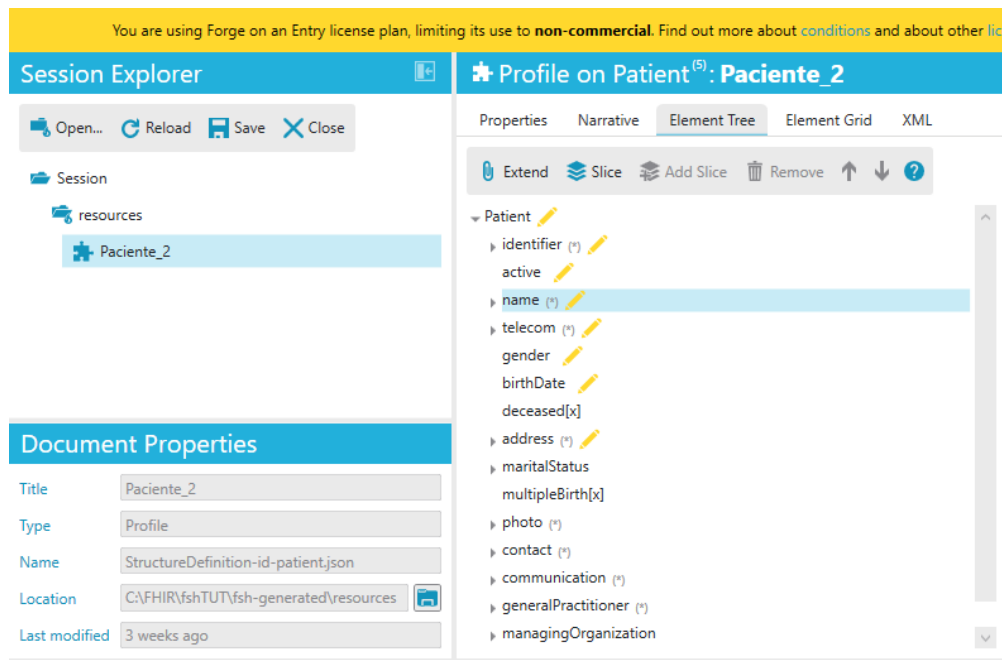 You are using Forge on an Entry license plan, limiting its use to non-commercial. Find out more about conditions and about other lic
Session Explorer
Open... Reload Save Close
Session
resources
Paciente_2
Document Properties
Title Paciente_2
Type Profile
Name StructureDefinition-id-patient.json
Location C:\FHIR\fshTUT\fsh-generated\resources
Last modified 3 weeks ago
Profile on Patient(5): Paciente_2
Properties Narrative Element Tree Element Grid XML
Extend Slice Add Slice Remove ?
Patient
identifier (*)
active
name (*)
telecom (*)
gender
birthDate
deceased[x]
address (*)
maritalStatus
multipleBirth[x]
photo (*)
contact (*)
communication (*)
generalPractitioner (*)
managingOrganization